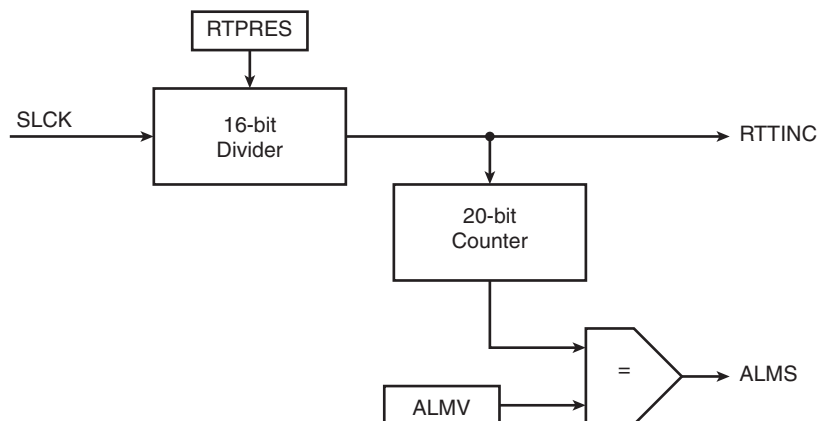 RTPRES
SLCK
16-bit
Divider
RTTINC
20-bit
Counter
=
ALMS
ALMV